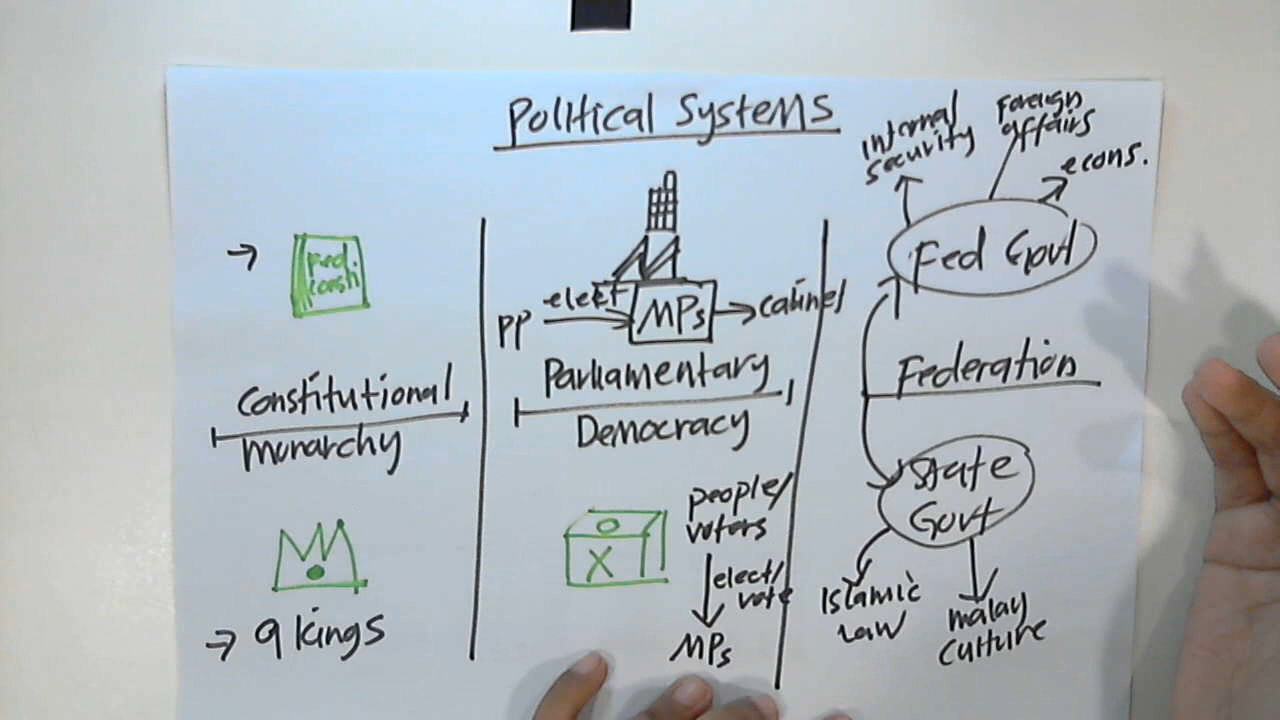 Political Systems
→ Fed.
Const
Constitutional
Monarchy
→ 9 kings
PP elect MPs → cabinet
Parliamentary
Democracy
X
people/
voters
elect/
vote
MPs
internal
security
Foreign
affairs
econs.
Fed Govt
Federation
State
Govt
Islamic
law
malay
culture